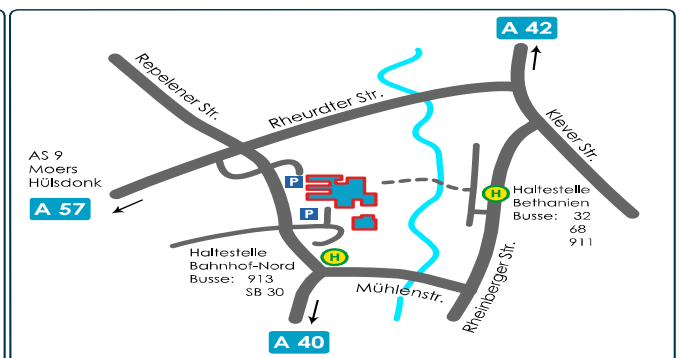 A 42
Repelener Str.
Rheurdter Str.
Klever Str.
AS 9
Moers
Hülsdonk
A 57
P
P
H
Haltestelle
Bethanien
Busse: 32
68
911
Haltestelle
Bahnhof-Nord
Busse: 913
SB 30
H
Mühlenstr.
Rheinberger Str.
A 40